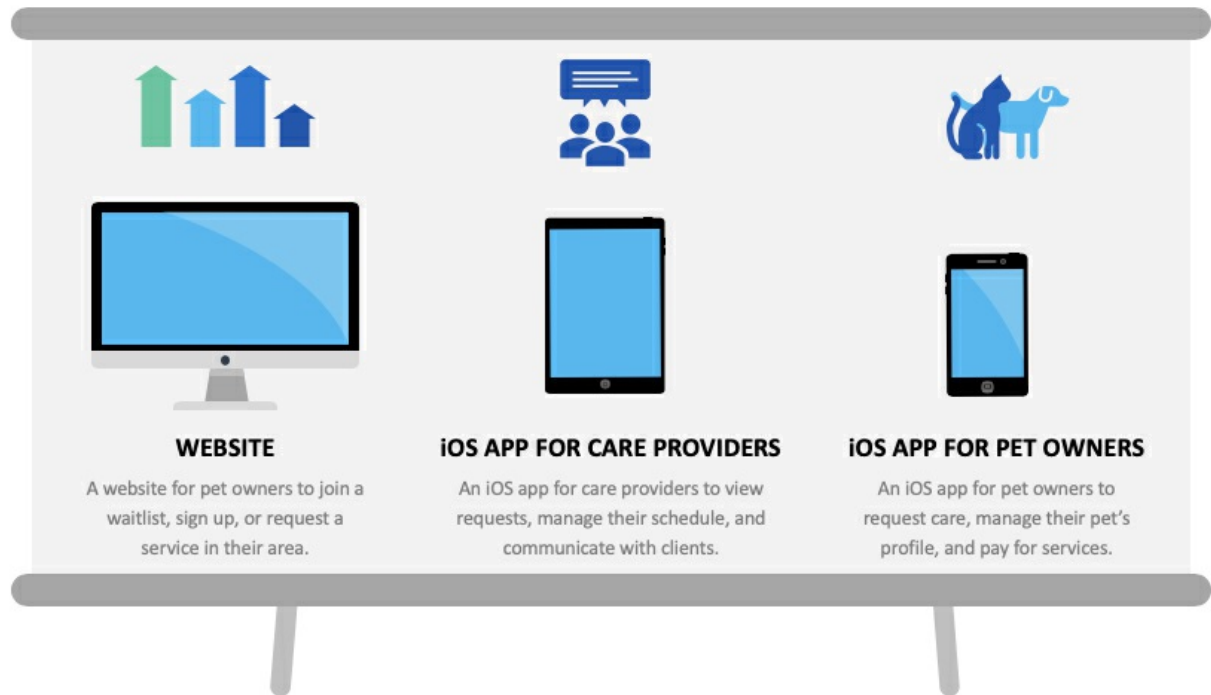 WEBSITE
A website for pet owners to join a
waitlist, sign up, or request a
service in their area.
iOS APP FOR CARE PROVIDERS
An iOS app for care providers to view
requests, manage their schedule, and
communicate with clients.
iOS APP FOR PET OWNERS
An iOS app for pet owners to
request care, manage their pet’s
profile, and pay for services.